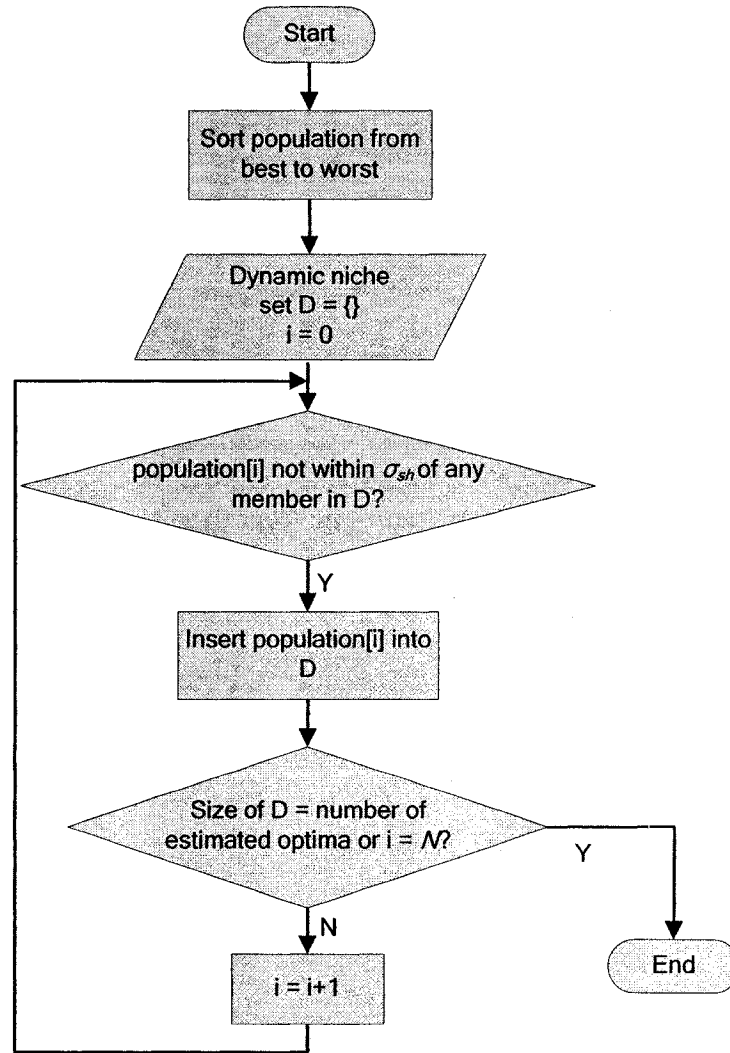 Start
Sort population from
best to worst
Dynamic niche
set D = {}
i = 0
population[i] not within σsh of any
member in D?
Y
Insert population[i] into
D
Size of D = number of
estimated optima or i = N?
Y
N
i = i+1
End